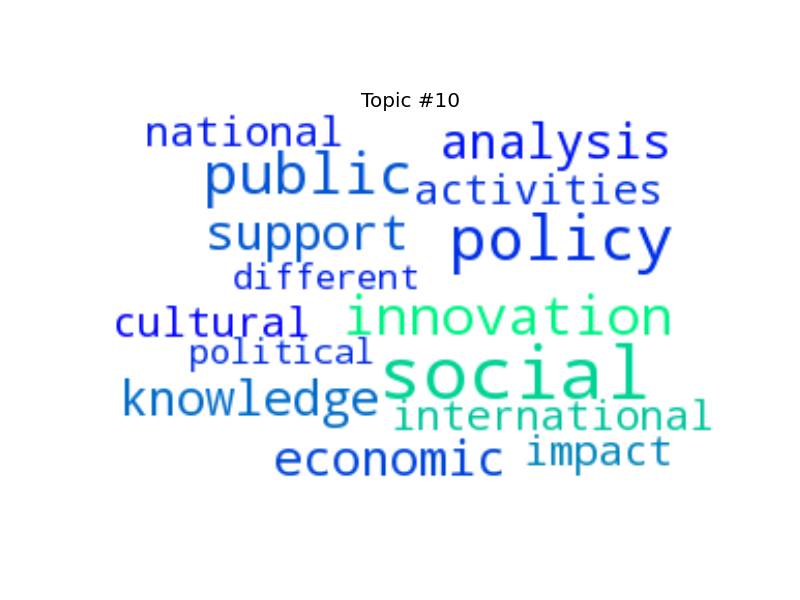 Topic #10
national
analysis
public
activities
support
policy
different
cultural
innovation
political
social
knowledge
international
economic
impact